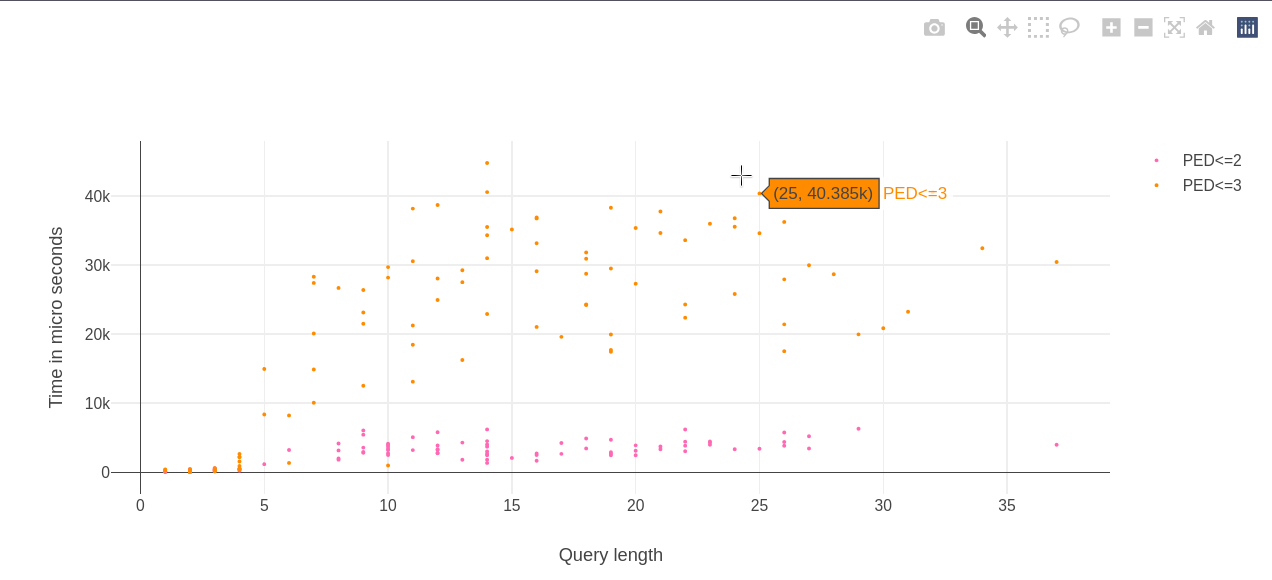 PED<=2
PED<=3
(25, 40.385k) PED<=3
Time in micro seconds
40k
30k
20k
10k
0
0 5 10 15 20 25 30 35
Query length